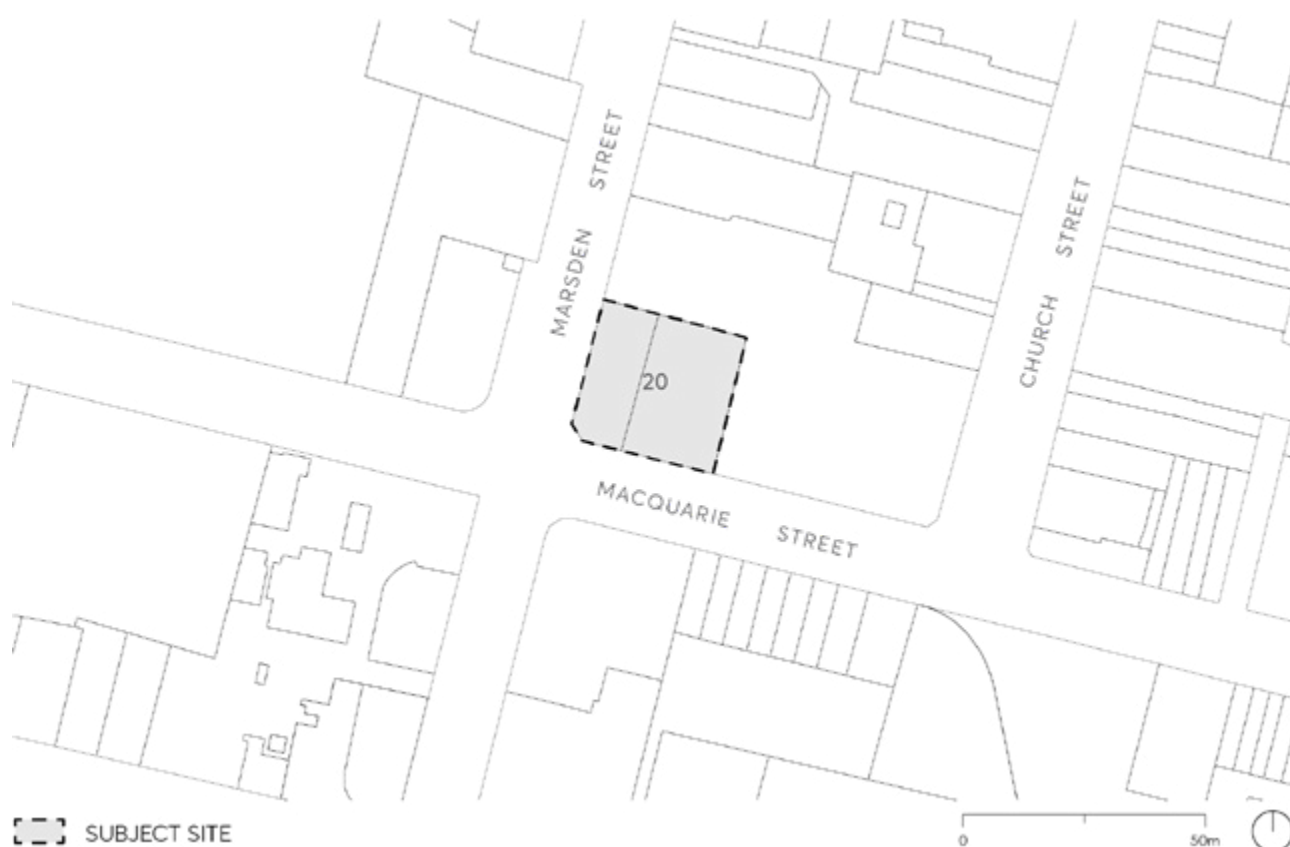 MARSDEN STREET
CHURCH STREET
20
MACQUARIE STREET
SUBJECT SITE
0
50m